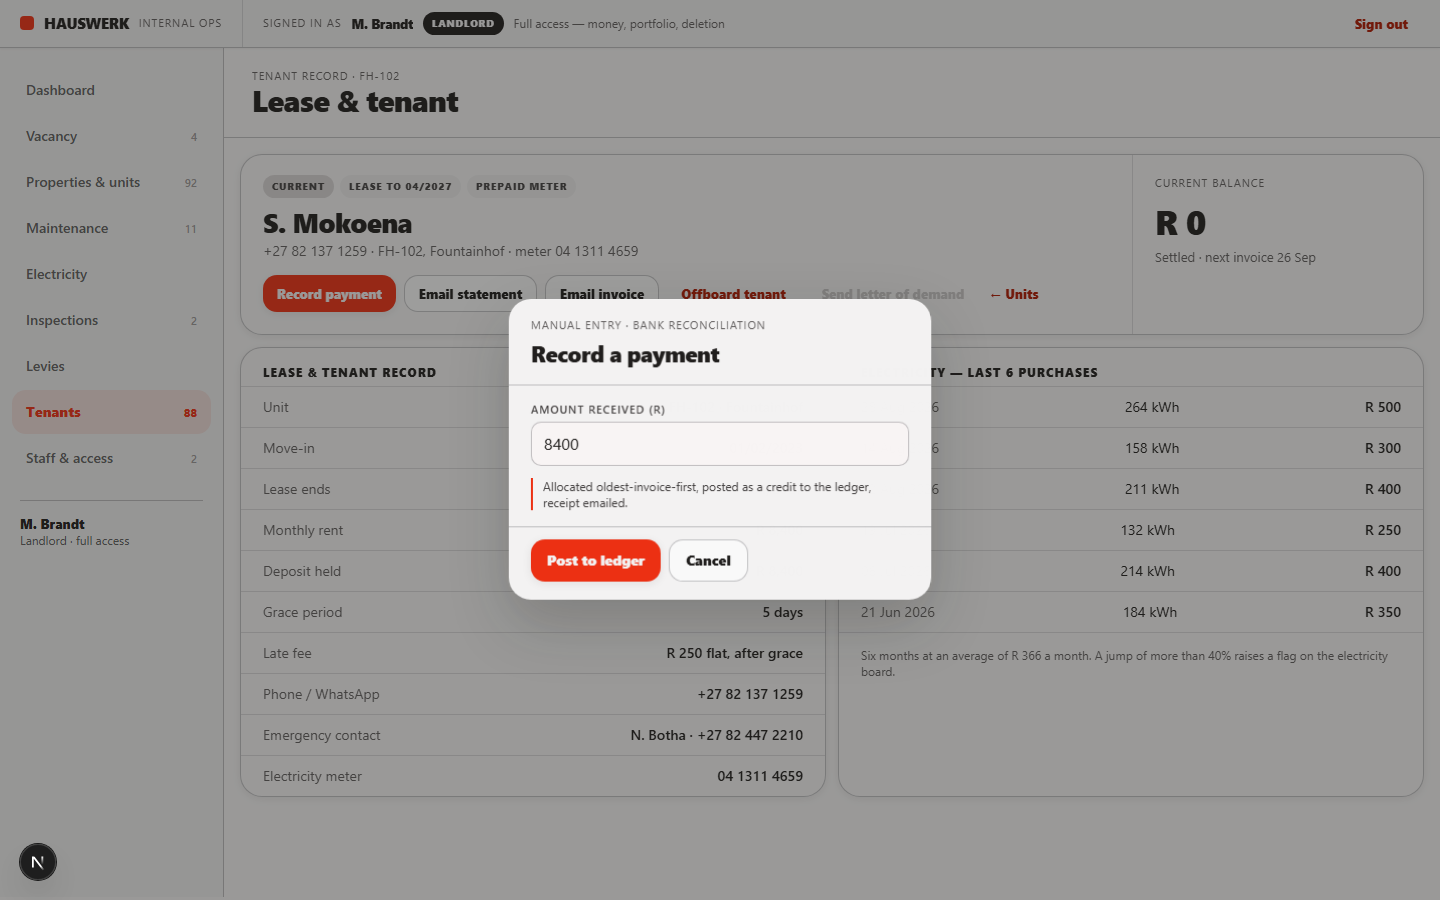 HAUSWERK INTERNAL OPS
SIGNED IN AS M. Brandt LANDLORD Full access — money, portfolio, deletion
Sign out
Dashboard
Vacancy 4
Properties & units 92
Maintenance 11
Electricity
Inspections 2
Levies
Tenants 88
Staff & access 2
M. Brandt
Landlord · full access
N
TENANT RECORD · FH-102
Lease & tenant
CURRENT LEASE TO 04/2027 PREPAID METER
S. Mokoena
+27 82 137 1259 · FH-102, Fountainhof · meter 04 1311 4659
Record payment Email statement Email invoice Offboard tenant Send letter of demand ← Units
CURRENT BALANCE
R 0
Settled · next invoice 26 Sep
MANUAL ENTRY · BANK RECONCILIATION
Record a payment
AMOUNT RECEIVED (R)
8400
Allocated oldest-invoice-first, posted as a credit to the ledger,
receipt emailed.
Post to ledger Cancel
LEASE & TENANT RECORD
Unit
Move-in
Lease ends
Monthly rent
Deposit held
Grace period 5 days
Late fee R 250 flat, after grace
Phone / WhatsApp +27 82 137 1259
Emergency contact N. Botha · +27 82 447 2210
Electricity meter 04 1311 4659
TY — LAST 6 PURCHASES
6 264 kWh R 500
6 158 kWh R 300
6 211 kWh R 400
132 kWh R 250
214 kWh R 400
21 Jun 2026 184 kWh R 350
Six months at an average of R 366 a month. A jump of more than 40% raises a flag on the electricity
board.